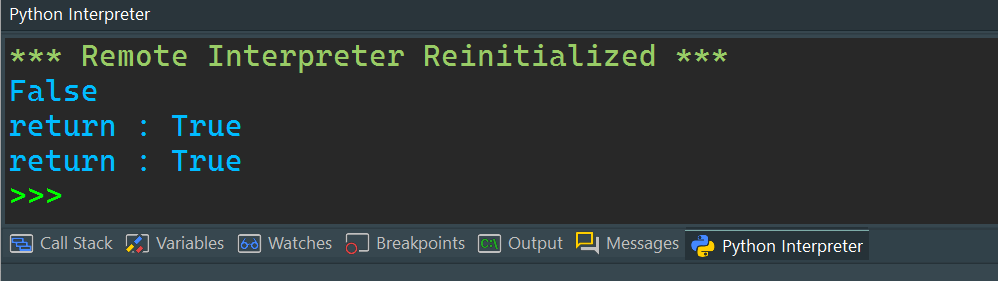 Python Interpreter
*** Remote Interpreter Reinitialized ***
False
return : True
return : True
>>>
Call Stack Variables Watches Breakpoints C:\ Output Messages Python Interpreter